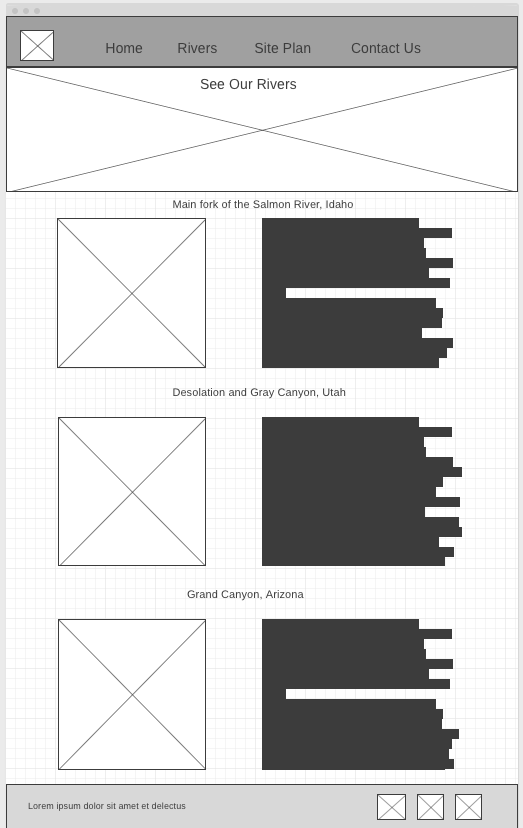 Home Rivers Site Plan Contact Us
See Our Rivers
Main fork of the Salmon River, Idaho
Desolation and Gray Canyon, Utah
Grand Canyon, Arizona
Lorem ipsum dolor sit amet et delectus